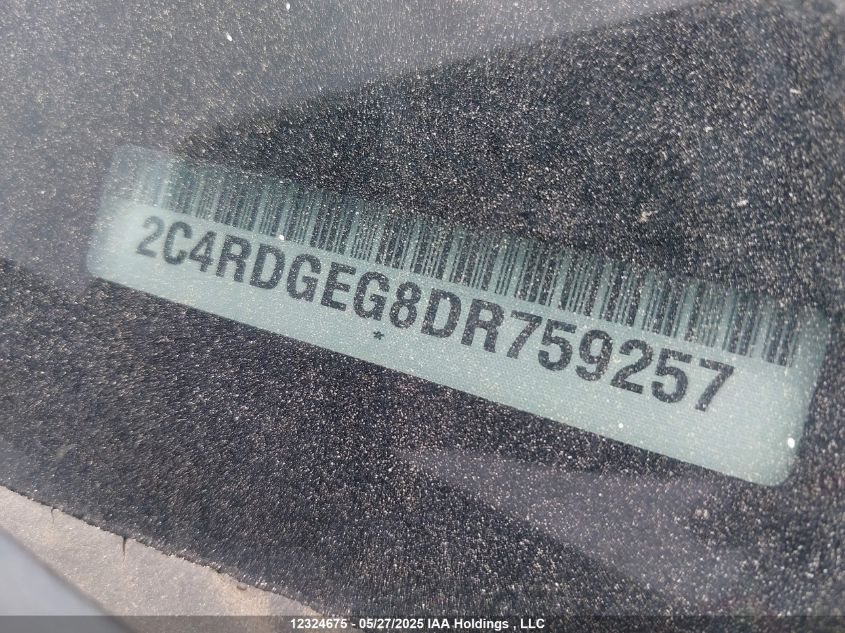 2C4RDGEG8DR759257
*
12324675 - 05/27/2025 IAA Holdings , LLC